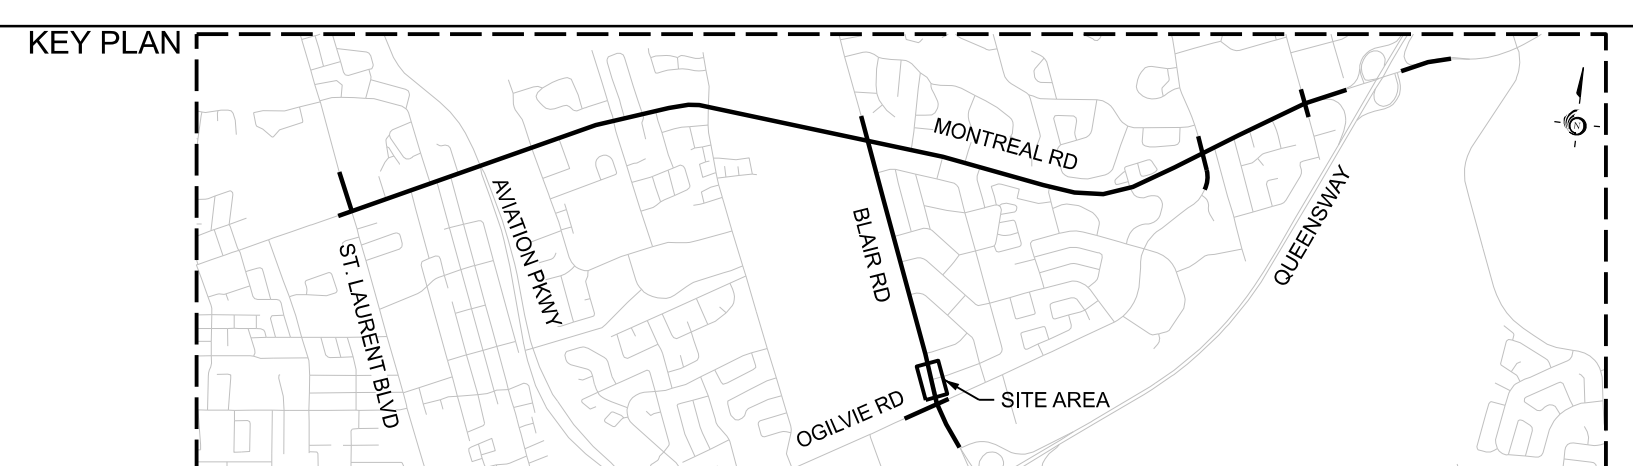 KEY PLAN
MONTREAL RD
N
AVIATION PKWY
QUEENSWAY
BLAIR RD
ST. LAURENT BLVD
OGILVIE RD
SITE AREA